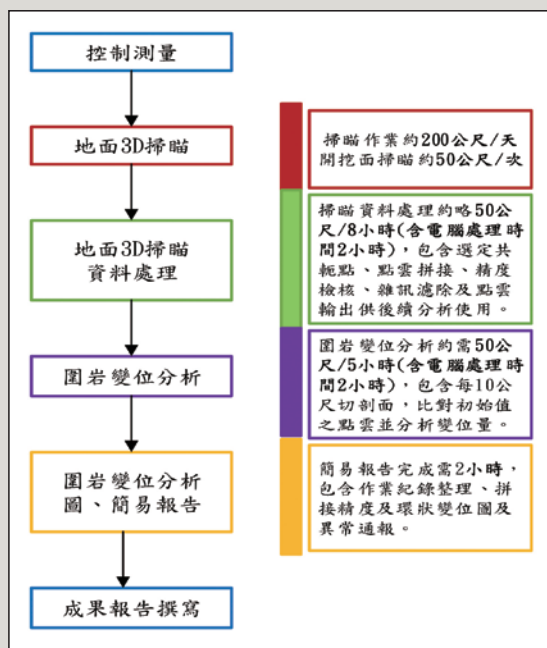 控制測量
地面3D掃瞄
地面3D掃瞄
資料處理
圍岩變位分析
圍岩變位分析
圖、簡易報告
成果報告撰寫
掃瞄作業約200公尺/天
開挖面掃瞄約50公尺/次
掃瞄資料處理約略50公
尺/8小時(含電腦處理時
間2小時)，包含選定共
軛點、點雲拼接、精度
檢核、雜訊濾除及點雲
輸出供後續分析使用。
圍岩變位分析約需50公
尺/5小時(含電腦處理時
間2小時)，包含每10公
尺切剖面，比對初始值
之點雲並分析變位量。
簡易報告完成需2小時，
包含作業紀錄整理、拼
接精度及環狀變位圖及
異常通報。